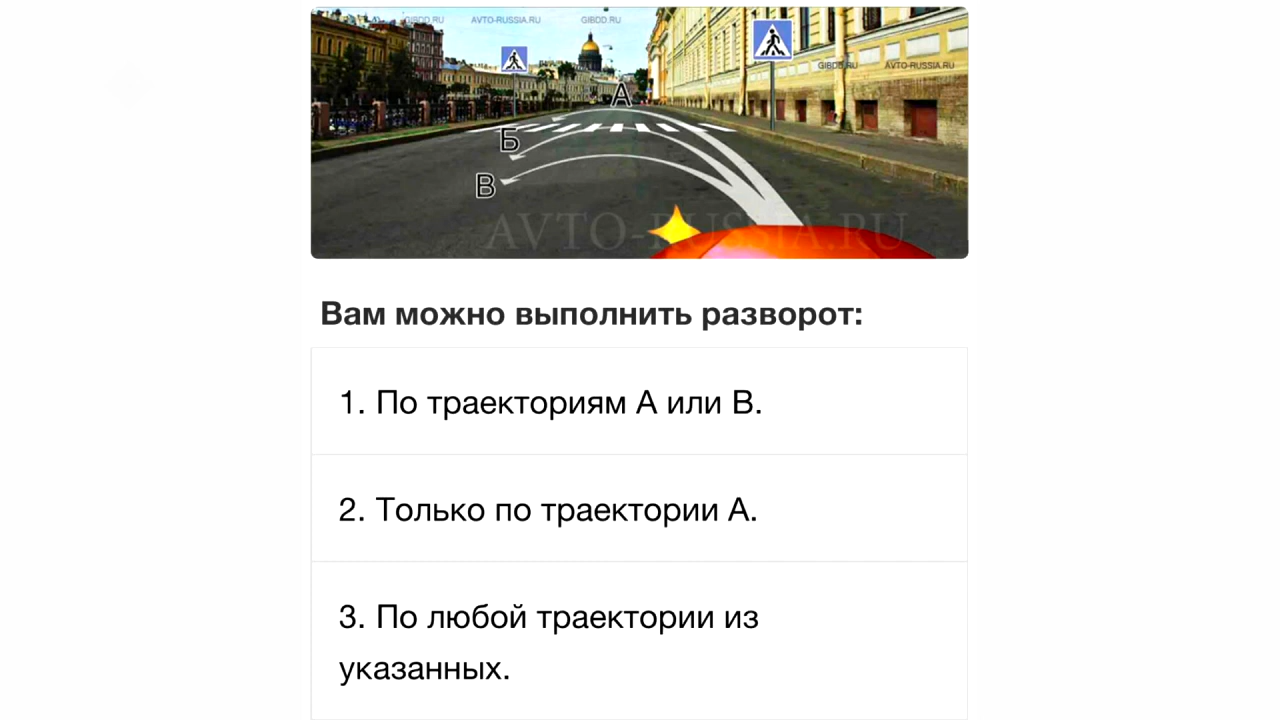 GIBDD.RU AVTO-RUSSIA.RU GIBDD.RU
GIBDD.RU AVTO-RUSSIA.RU
А
Б
В
AVTO-RUSSIA.RU
Вам можно выполнить разворот:
1. По траекториям А или В.
2. Только по траектории А.
3. По любой траектории из
указанных.